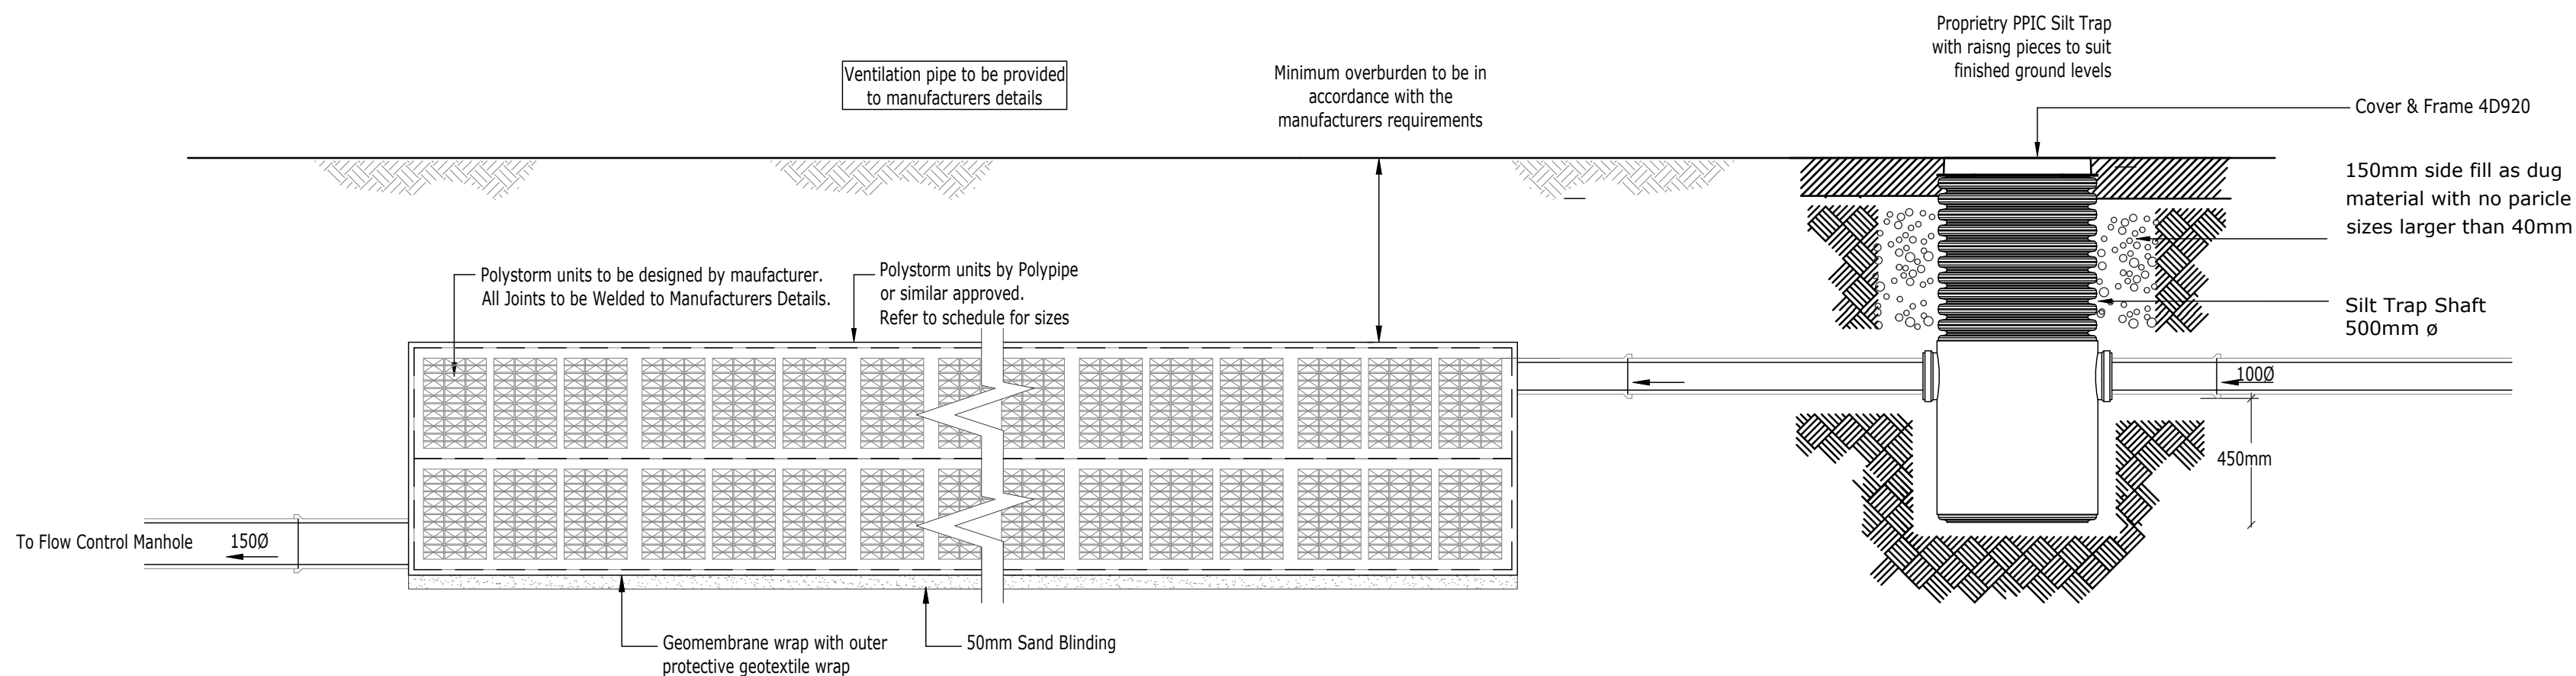 Proprietry PPIC Silt Trap
with raisng pieces to suit
finished ground levels
Ventilation pipe to be provided
to manufacturers details
Minimum overburden to be in
accordance with the
manufacturers requirements
Cover & Frame 4D920
150mm side fill as dug
material with no paricle
sizes larger than 40mm
Polystorm units to be designed by maufacturer.
All Joints to be Welded to Manufacturers Details.
Polystorm units by Polypipe
or similar approved.
Refer to schedule for sizes
Silt Trap Shaft
500mm ø
100Ø
450mm
To Flow Control Manhole
150Ø
Geomembrane wrap with outer
protective geotextile wrap
50mm Sand Blinding